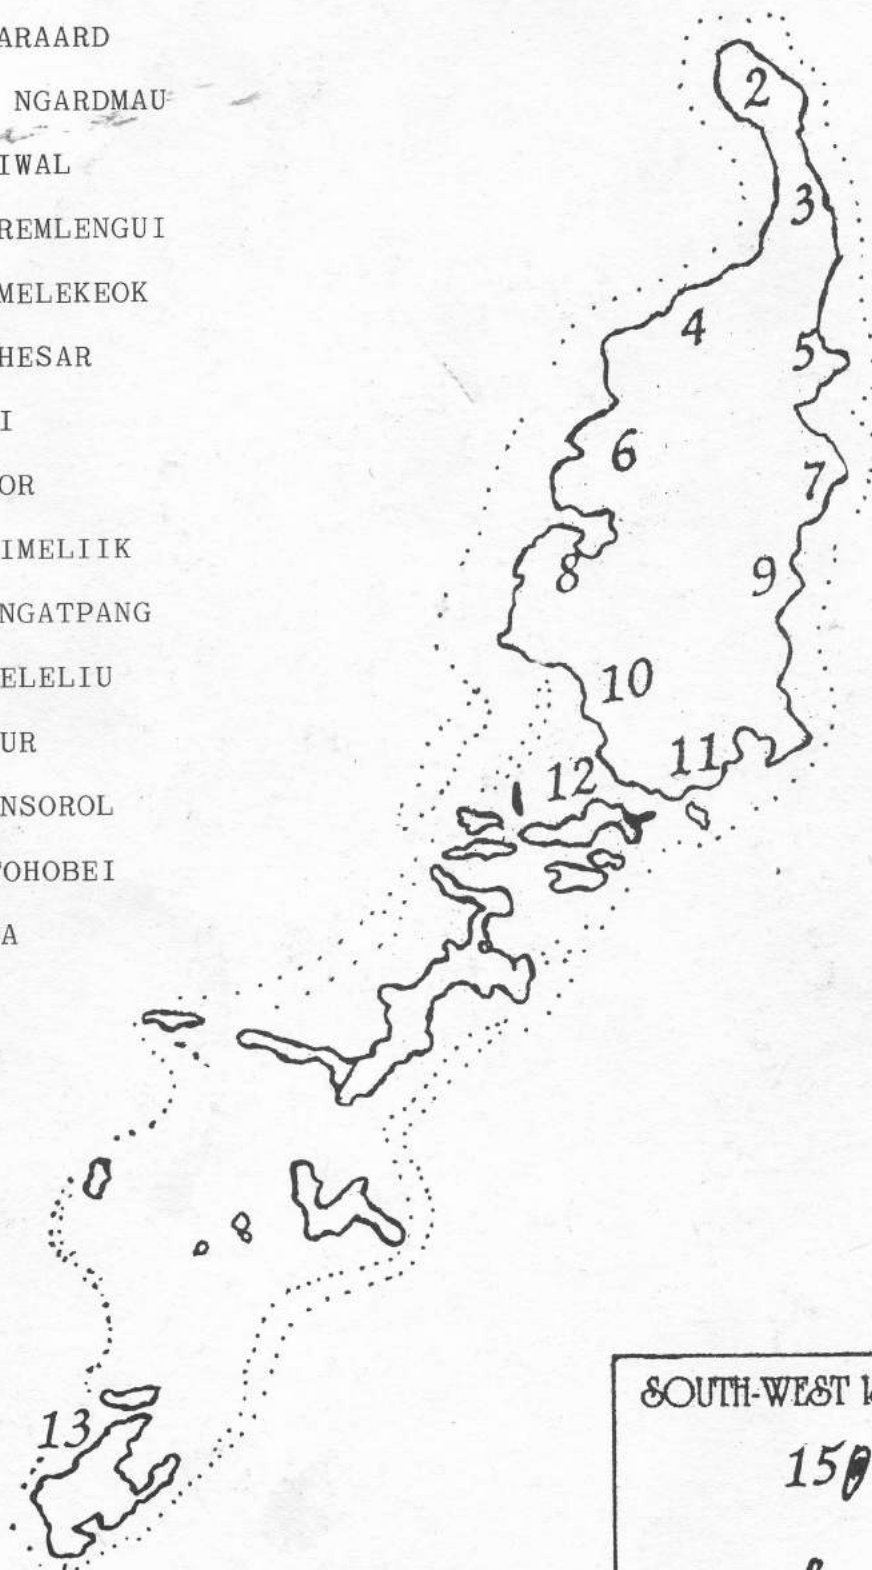 ARAARD
NGARDMAU
IWAL
REMLENGUI
MELEKEOK
HESAR
I
OR
IMELIIK
NGATPANG
ELELIU
UR
NSOROL
TOHOBEI
A
2
3
4
5
6
7
8
9
10
11
12
13
SOUTH-WEST
15